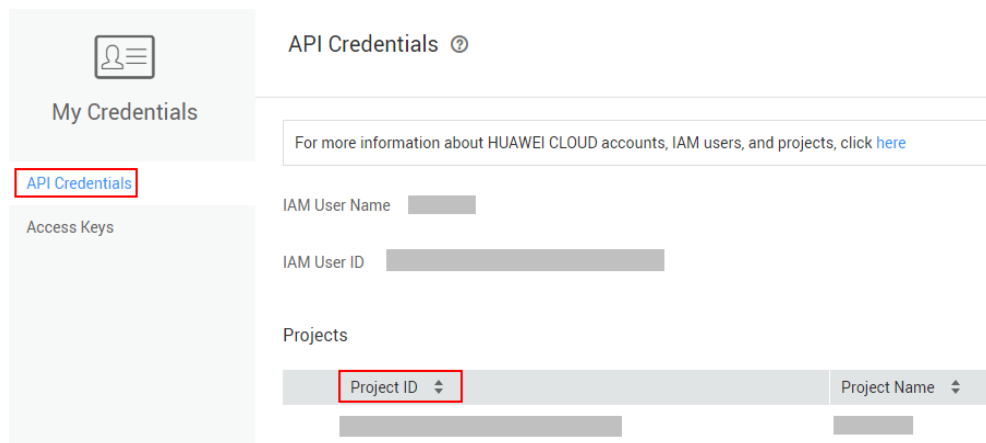 API Credentials
My Credentials
For more information about HUAWEI CLOUD accounts, IAM users, and projects, click here
API Credentials
IAM User Name
Access Keys
IAM User ID
Projects
Project ID
Project Name